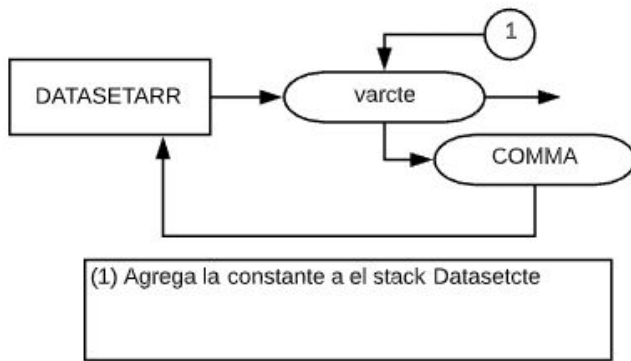 1
DATASETARR
varcte
COMMA
(1) Agrega la constante a el stack Datasetcte